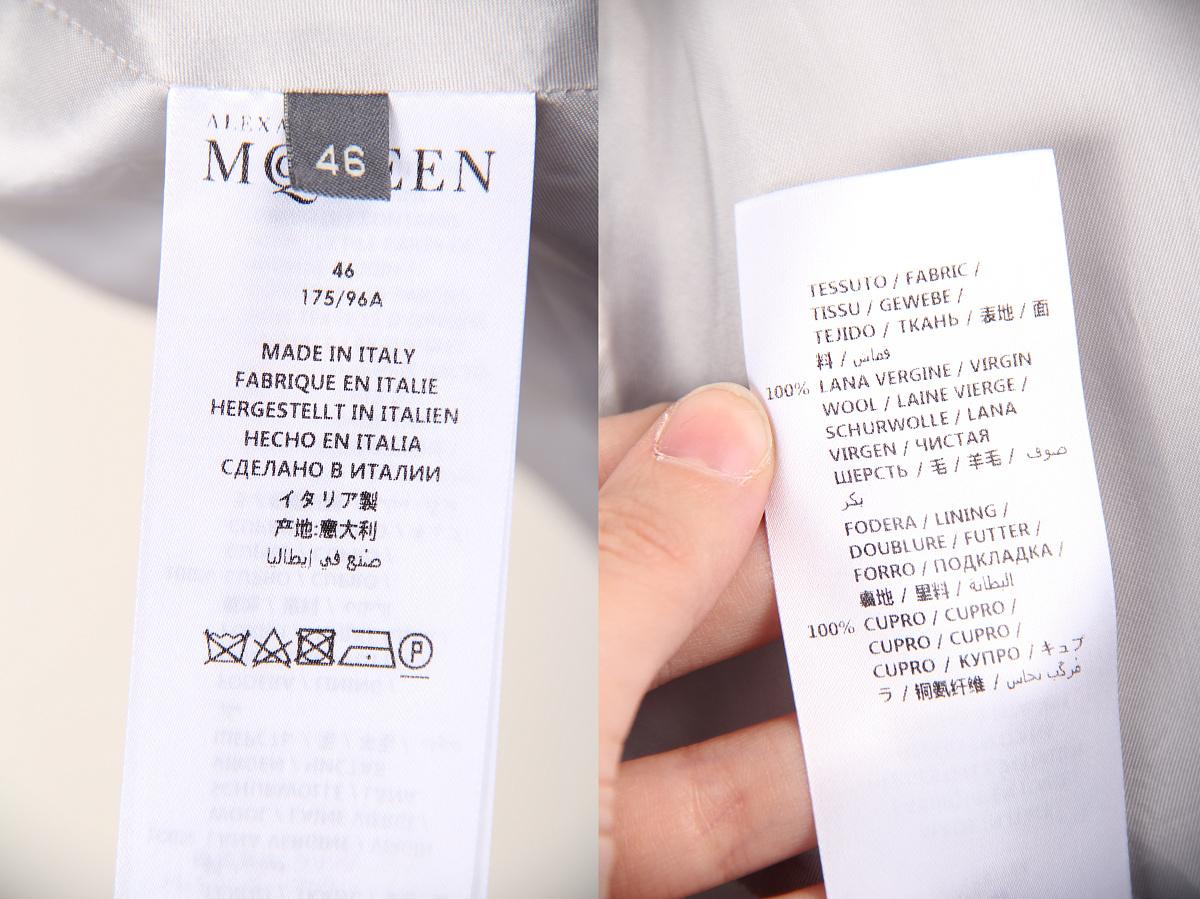 ALEXA
46
MQ EEN
46
175/96A
MADE IN ITALY
FABRIQUE EN ITALIE
HERGESTELLT IN ITALIEN
HECHO EN ITALIA
СДЕЛАНО В ИТАЛИИ
イタリア製
产地:意大利
صنع في إيطاليا
P
TESSUTO / FABRIC /
TISSU / GEWEBE /
TEJIDO / ТКАНЬ / 表地 / 面
料 / قماش
100% LANA VERGINE / VIRGIN
WOOL / LAINE VIERGE /
SCHURWOLLE / LANA
VIRGEN / ЧИСТАЯ
ШЕРСТЬ / 毛 / 羊毛 / صوف
بكر
FODERA / LINING /
DOUBLURE / FUTTER /
FORRO / ПОДКЛАДКА /
裏地 / 里料 / البطانة
100% CUPRO / CUPRO /
CUPRO / CUPRO /
CUPRO / КУПРО / キュプ
ラ / 铜氨纤维 / مركب نحاس